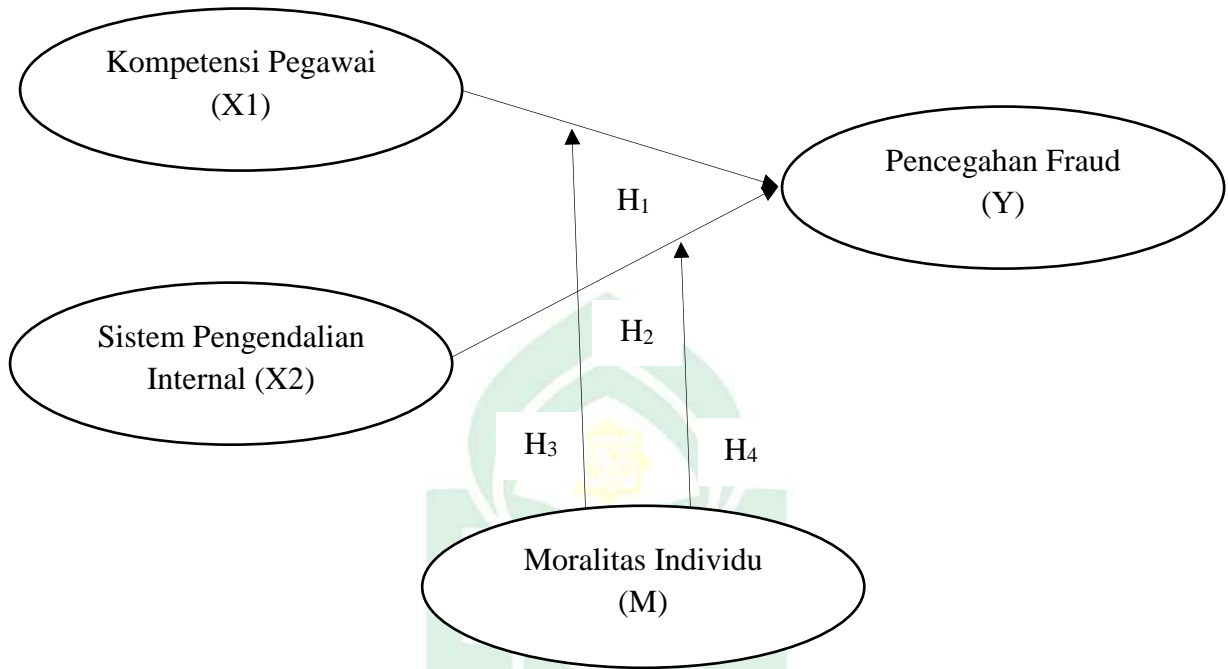 Kompetensi Pegawai
(X1)
Pencegahan Fraud
(Y)
H₁
Sistem Pengendalian
Internal (X2)
H₂
H₃
H₄
Moralitas Individu
(M)